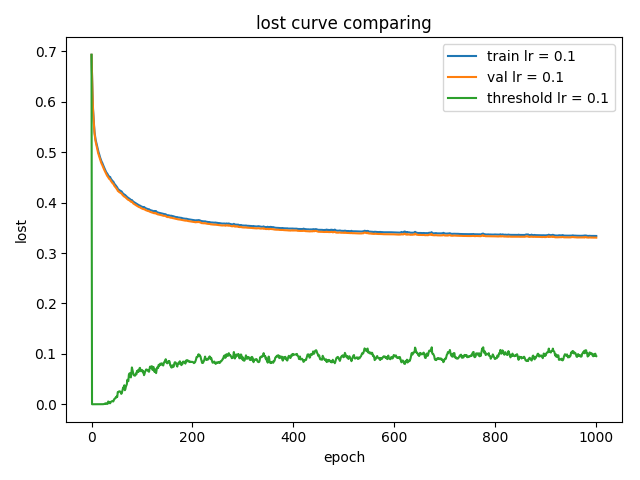 lost curve comparing
train lr = 0.1
val lr = 0.1
threshold lr = 0.1
lost
0.7
0.6
0.5
0.4
0.3
0.2
0.1
0.0
0
200
400
600
800
1000
epoch